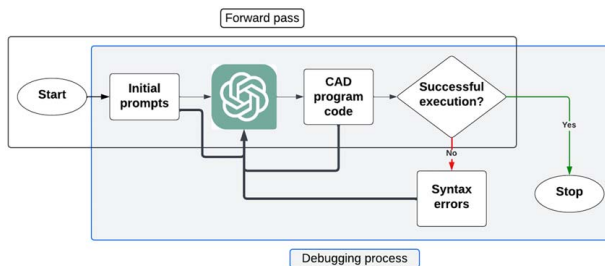 Forward pass
Start
Initial
prompts
CAD
program
code
Successful
execution?
Yes
No
Syntax
errors
Stop
Debugging process